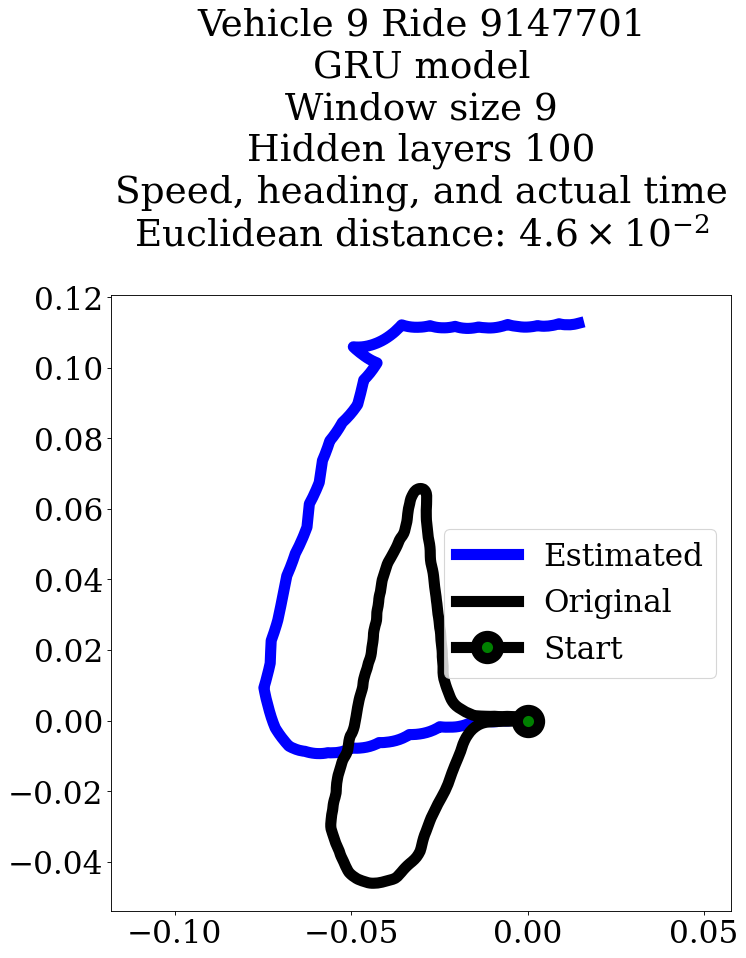 Vehicle 9 Ride 9147701
GRU model
Window size 9
Hidden layers 100
Speed, heading, and actual time
Euclidean distance: 4.6 × 10⁻²
0.12
0.10
0.08
0.06
0.04
0.02
0.00
−0.02
−0.04
Estimated
Original
Start
−0.10
−0.05
0.00
0.05